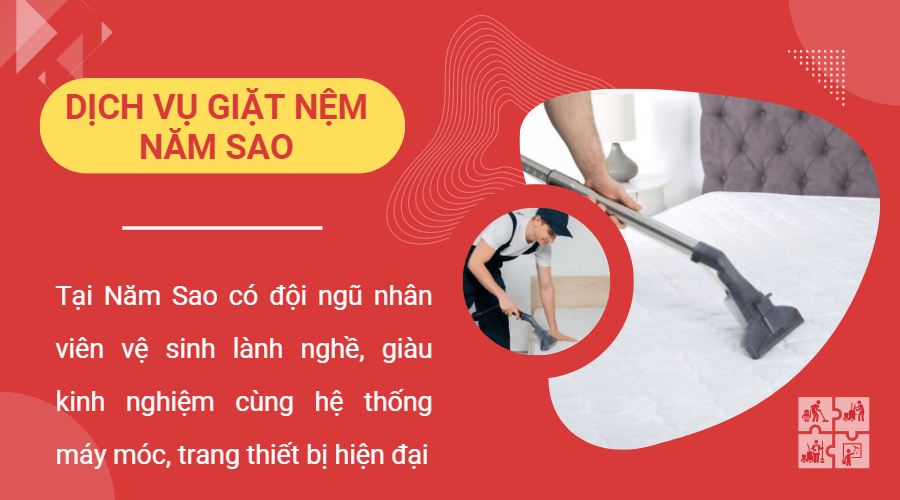 DỊCH VỤ GIẶT NỆM
NĂM SAO
Tại Năm Sao có đội ngũ nhân
viên vệ sinh lành nghề, giàu
kinh nghiệm cùng hệ thống
máy móc, trang thiết bị hiện đại